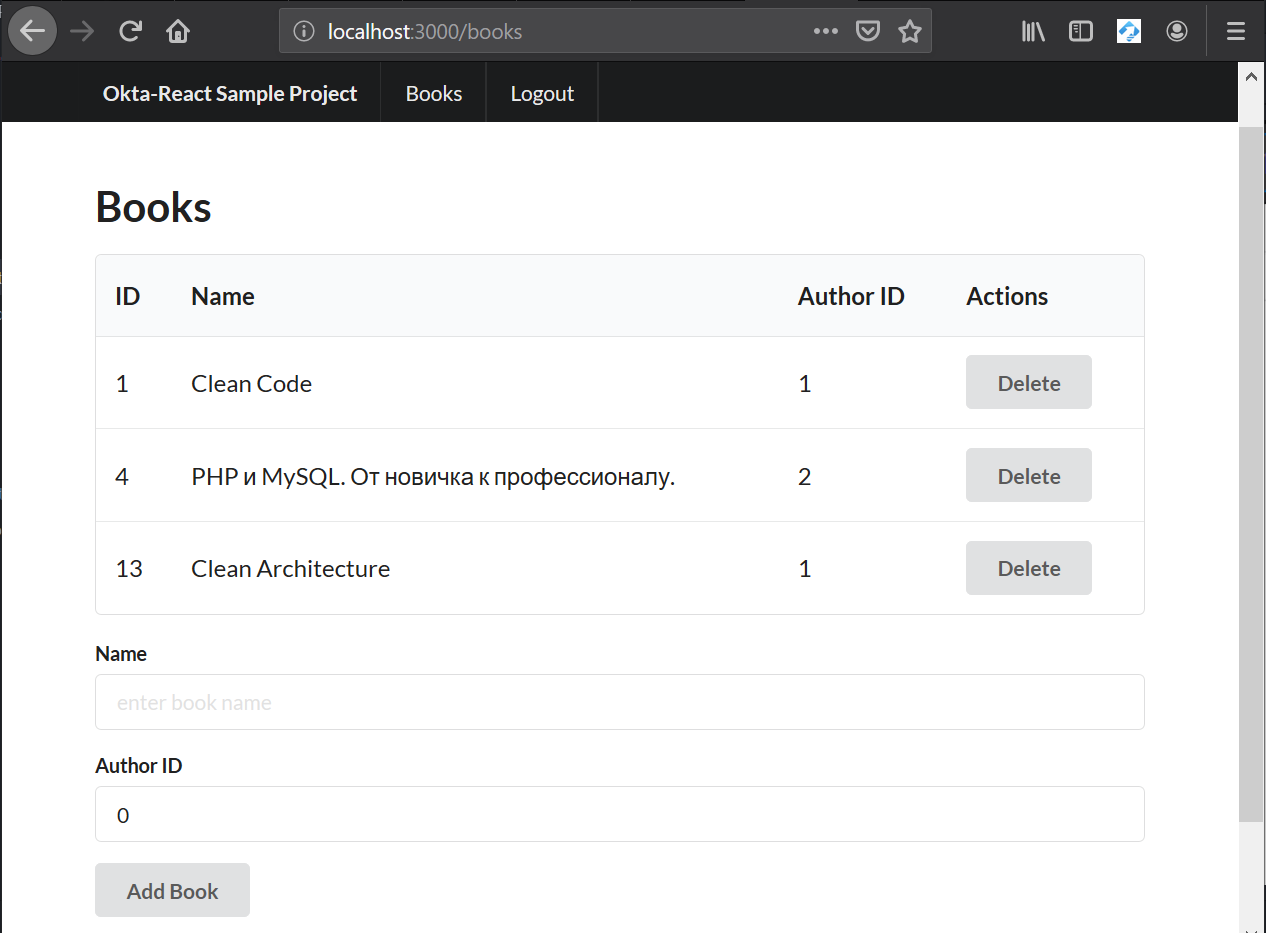 localhost:3000/books
Okta-React Sample Project Books Logout
Books
ID Name Author ID Actions
1 Clean Code 1 Delete
4 PHP и MySQL. От новичка к профессионалу. 2 Delete
13 Clean Architecture 1 Delete
Name
enter book name
Author ID
0
Add Book